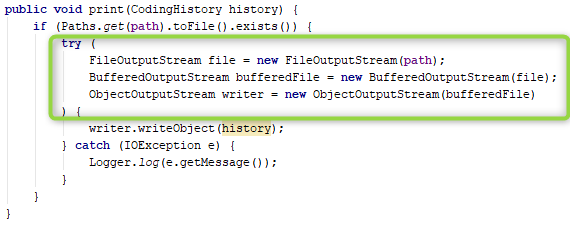 public void print(CodingHistory history) {
    if (Paths.get(path).toFile().exists()) {
        try (
            FileOutputStream file = new FileOutputStream(path);
            BufferedOutputStream bufferedFile = new BufferedOutputStream(file);
            ObjectOutputStream writer = new ObjectOutputStream(bufferedFile)
        ) {
            writer.writeObject(history);
        } catch (IOException e) {
            Logger.log(e.getMessage());
        }
    }
}